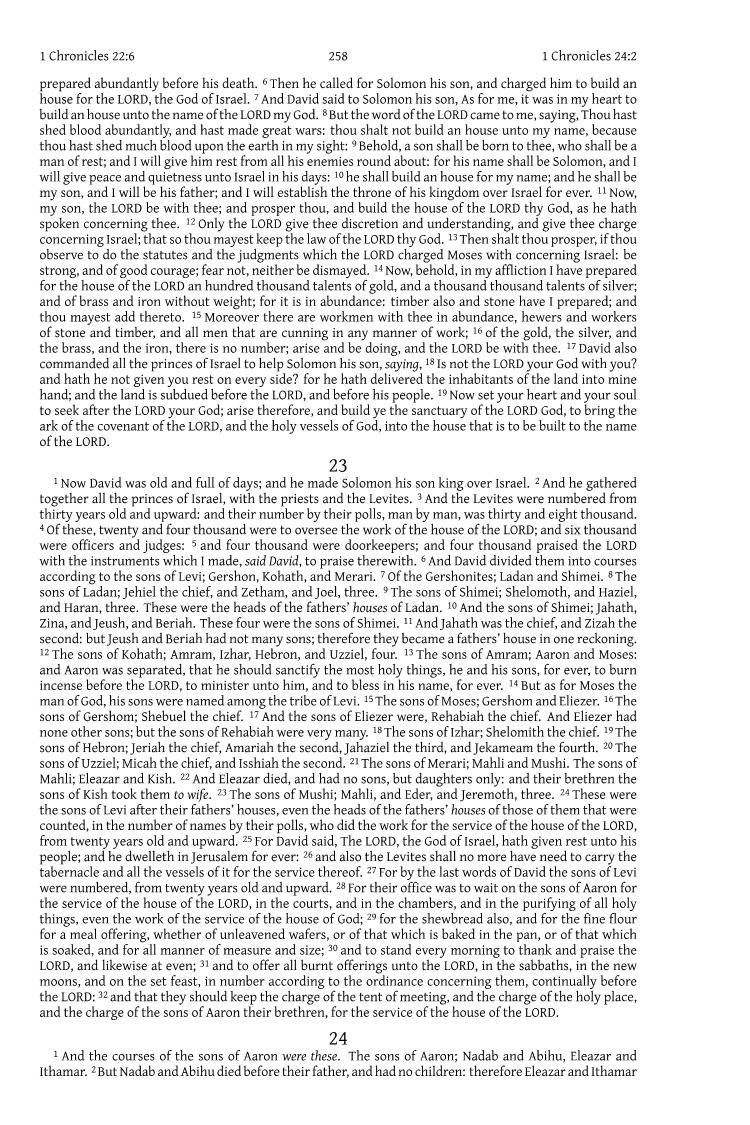 1 Chronicles 22:6 258 1 Chronicles 24:2
prepared abundantly before his death. 6 Then he called for Solomon his son, and charged him to build an
house for the LORD, the God of Israel. 7 And David said to Solomon his son, As for me, it was in my heart to
build an house unto the name of the LORD my God. 8 But the word of the LORD came to me, saying, Thou hast
shed blood abundantly, and hast made great wars: thou shalt not build an house unto my name, because
thou hast shed much blood upon the earth in my sight: 9 Behold, a son shall be born to thee, who shall be a
man of rest; and I will give him rest from all his enemies round about: for his name shall be Solomon, and I
will give peace and quietness unto Israel in his days: 10 he shall build an house for my name; and he shall be
my son, and I will be his father; and I will establish the throne of his kingdom over Israel for ever. 11 Now,
my son, the LORD be with thee; and prosper thou, and build the house of the LORD thy God, as he hath
spoken concerning thee. 12 Only the LORD give thee discretion and understanding, and give thee charge
concerning Israel; that so thou mayest keep the law of the LORD thy God. 13 Then shalt thou prosper, if thou
observe to do the statutes and the judgments which the LORD charged Moses with concerning Israel: be
strong, and of good courage; fear not, neither be dismayed. 14 Now, behold, in my affliction I have prepared
for the house of the LORD an hundred thousand talents of gold, and a thousand thousand talents of silver;
and of brass and iron without weight; for it is in abundance: timber also and stone have I prepared; and
thou mayest add thereto. 15 Moreover there are workmen with thee in abundance, hewers and workers
of stone and timber, and all men that are cunning in any manner of work; 16 of the gold, the silver, and
the brass, and the iron, there is no number; arise and be doing, and the LORD be with thee. 17 David also
commanded all the princes of Israel to help Solomon his son, saying, 18 Is not the LORD your God with you?
and hath he not given you rest on every side? for he hath delivered the inhabitants of the land into mine
hand; and the land is subdued before the LORD, and before his people. 19 Now set your heart and your soul
to seek after the LORD your God; arise therefore, and build ye the sanctuary of the LORD God, to bring the
ark of the covenant of the LORD, and the holy vessels of God, into the house that is to be built to the name
of the LORD.
23
1 Now David was old and full of days; and he made Solomon his son king over Israel. 2 And he gathered
together all the princes of Israel, with the priests and the Levites. 3 And the Levites were numbered from
thirty years old and upward: and their number by their polls, man by man, was thirty and eight thousand.
4 Of these, twenty and four thousand were to oversee the work of the house of the LORD; and six thousand
were officers and judges: 5 and four thousand were doorkeepers; and four thousand praised the LORD
with the instruments which I made, said David, to praise therewith. 6 And David divided them into courses
according to the sons of Levi; Gershon, Kohath, and Merari. 7 Of the Gershonites; Ladan and Shimei. 8 The
sons of Ladan; Jehiel the chief, and Zetham, and Joel, three. 9 The sons of Shimei; Shelomoth, and Haziel,
and Haran, three. These were the heads of the fathers’ houses of Ladan. 10 And the sons of Shimei; Jahath,
Zina, and Jeush, and Beriah. These four were the sons of Shimei. 11 And Jahath was the chief, and Zizah the
second: but Jeush and Beriah had not many sons; therefore they became a fathers’ house in one reckoning.
12 The sons of Kohath; Amram, Izhar, Hebron, and Uzziel, four. 13 The sons of Amram; Aaron and Moses:
and Aaron was separated, that he should sanctify the most holy things, he and his sons, for ever, to burn
incense before the LORD, to minister unto him, and to bless in his name, for ever. 14 But as for Moses the
man of God, his sons were named among the tribe of Levi. 15 The sons of Moses; Gershom and Eliezer. 16 The
sons of Gershom; Shebuel the chief. 17 And the sons of Eliezer were, Rehabiah the chief. And Eliezer had
none other sons; but the sons of Rehabiah were very many. 18 The sons of Izhar; Shelomith the chief. 19 The
sons of Hebron; Jeriah the chief, Amariah the second, Jahaziel the third, and Jekameam the fourth. 20 The
sons of Uzziel; Micah the chief, and Isshiah the second. 21 The sons of Merari; Mahli and Mushi. The sons of
Mahli; Eleazar and Kish. 22 And Eleazar died, and had no sons, but daughters only: and their brethren the
sons of Kish took them to wife. 23 The sons of Mushi; Mahli, and Eder, and Jeremoth, three. 24 These were
the sons of Levi after their fathers’ houses, even the heads of the fathers’ houses of those of them that were
counted, in the number of names by their polls, who did the work for the service of the house of the LORD,
from twenty years old and upward. 25 For David said, The LORD, the God of Israel, hath given rest unto his
people; and he dwelleth in Jerusalem for ever: 26 and also the Levites shall no more have need to carry the
tabernacle and all the vessels of it for the service thereof. 27 For by the last words of David the sons of Levi
were numbered, from twenty years old and upward. 28 For their office was to wait on the sons of Aaron for
the service of the house of the LORD, in the courts, and in the chambers, and in the purifying of all holy
things, even the work of the service of the house of God; 29 for the shewbread also, and for the fine flour
for a meal offering, whether of unleavened wafers, or of that which is baked in the pan, or of that which
is soaked, and for all manner of measure and size; 30 and to stand every morning to thank and praise the
LORD, and likewise at even; 31 and to offer all burnt offerings unto the LORD, in the sabbaths, in the new
moons, and on the set feast, in number according to the ordinance concerning them, continually before
the LORD: 32 and that they should keep the charge of the tent of meeting, and the charge of the holy place,
and the charge of the sons of Aaron their brethren, for the service of the house of the LORD.
24
1 And the courses of the sons of Aaron were these. The sons of Aaron; Nadab and Abihu, Eleazar and
Ithamar. 2 But Nadab and Abihu died before their father, and had no children: therefore Eleazar and Ithamar